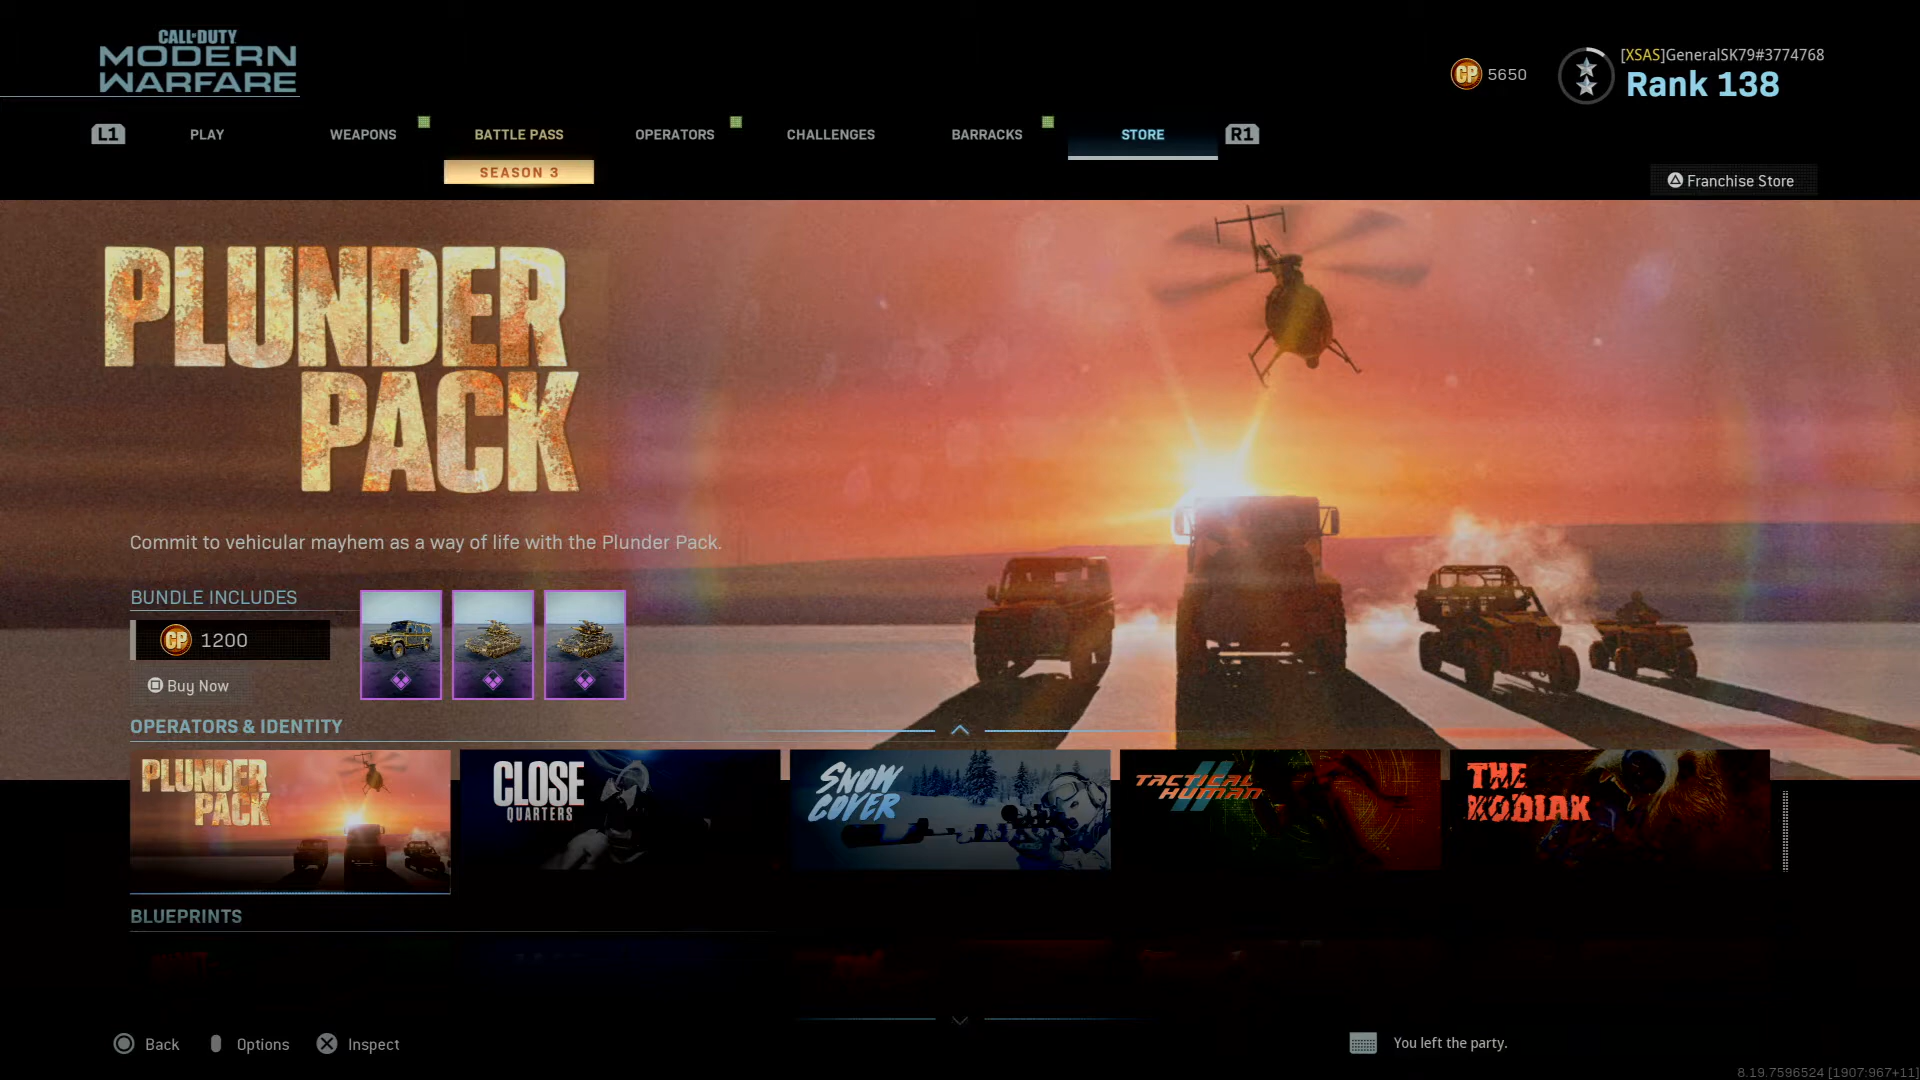 CALL OF DUTY
MODERN
WARFARE
CP 5650
[XSAS]GeneralSK79#3774768
Rank 138
L1 PLAY WEAPONS BATTLE PASS OPERATORS CHALLENGES BARRACKS STORE R1
SEASON 3
Franchise Store
PLUNDER
PACK
Commit to vehicular mayhem as a way of life with the Plunder Pack.
BUNDLE INCLUDES
CP 1200
Buy Now
OPERATORS & IDENTITY
PLUNDER
PACK
CLOSE
QUARTERS
SNOW
COVER
TACTICAL
HUMAN
THE
KODIAK
BLUEPRINTS
Back Options Inspect
You left the party.
8.19.7596524 [1907:967+11]